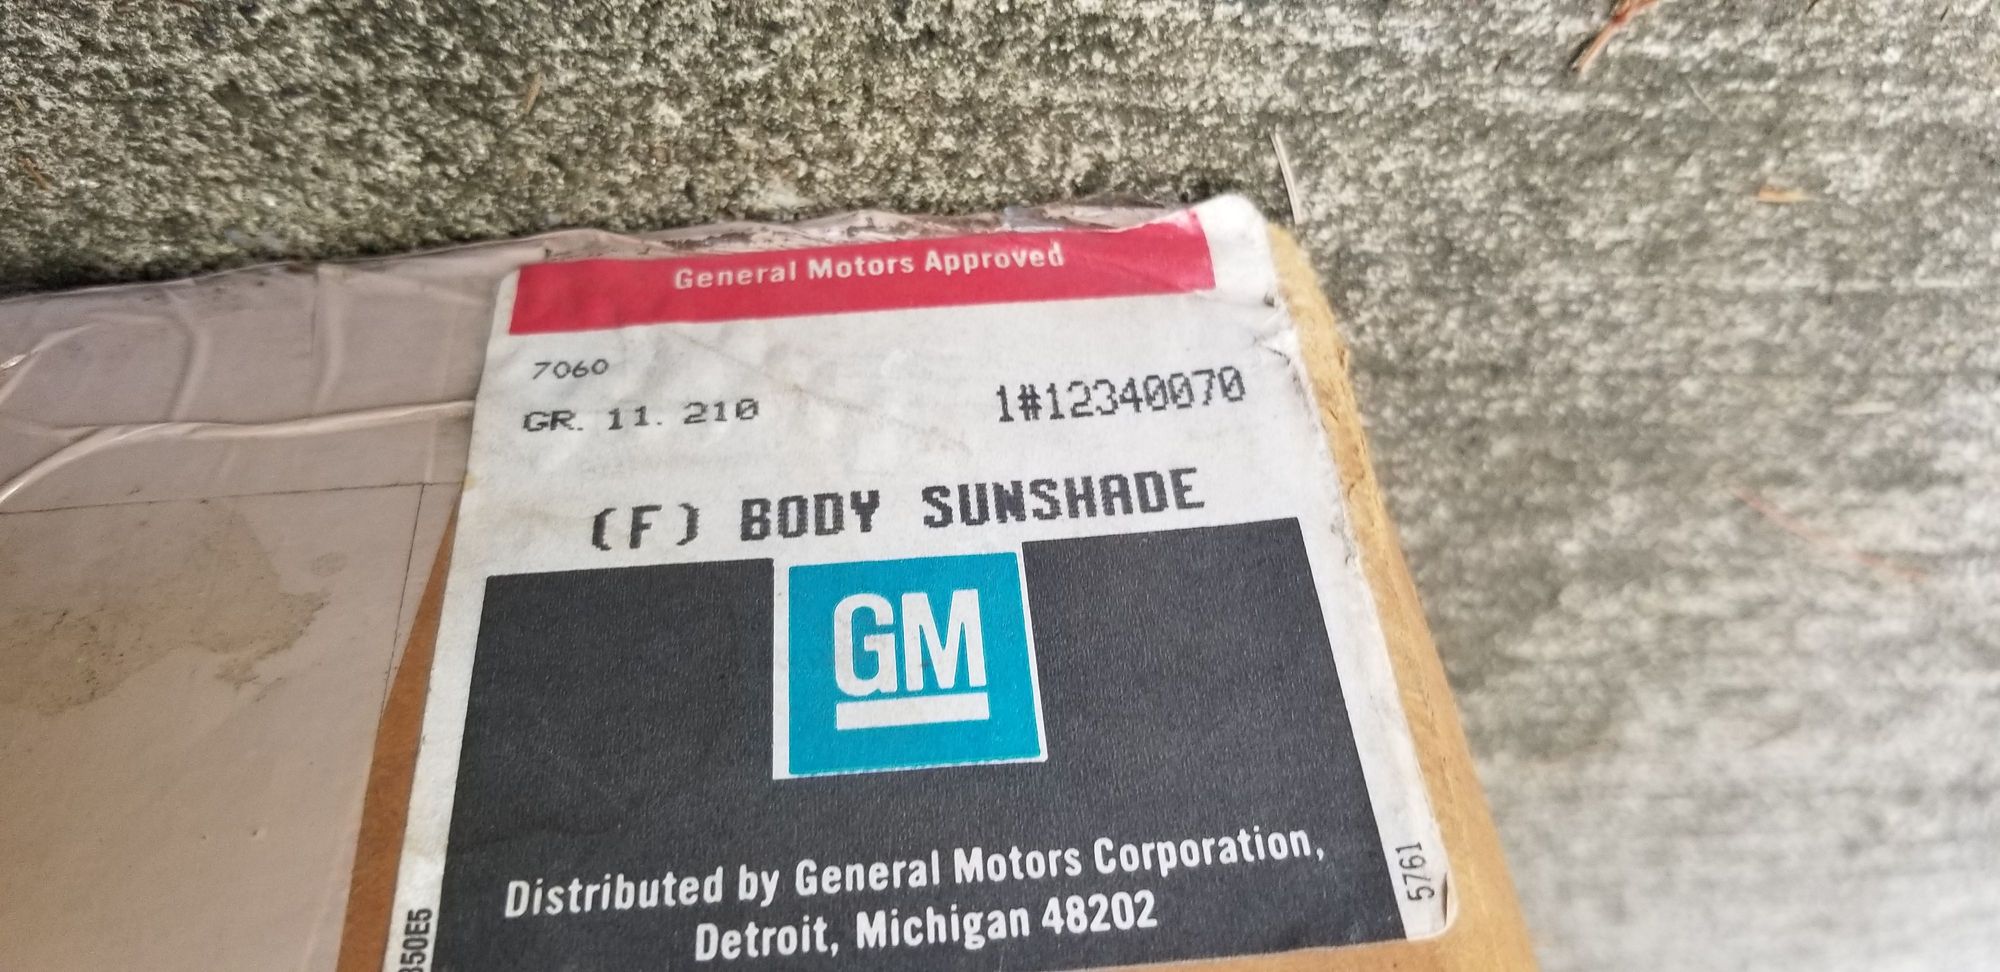 General Motors Approved
7060
GR. 11. 210
1#12340070
(F) BODY SUNSHADE
GM
Distributed by General Motors Corporation,
Detroit, Michigan 48202
5761